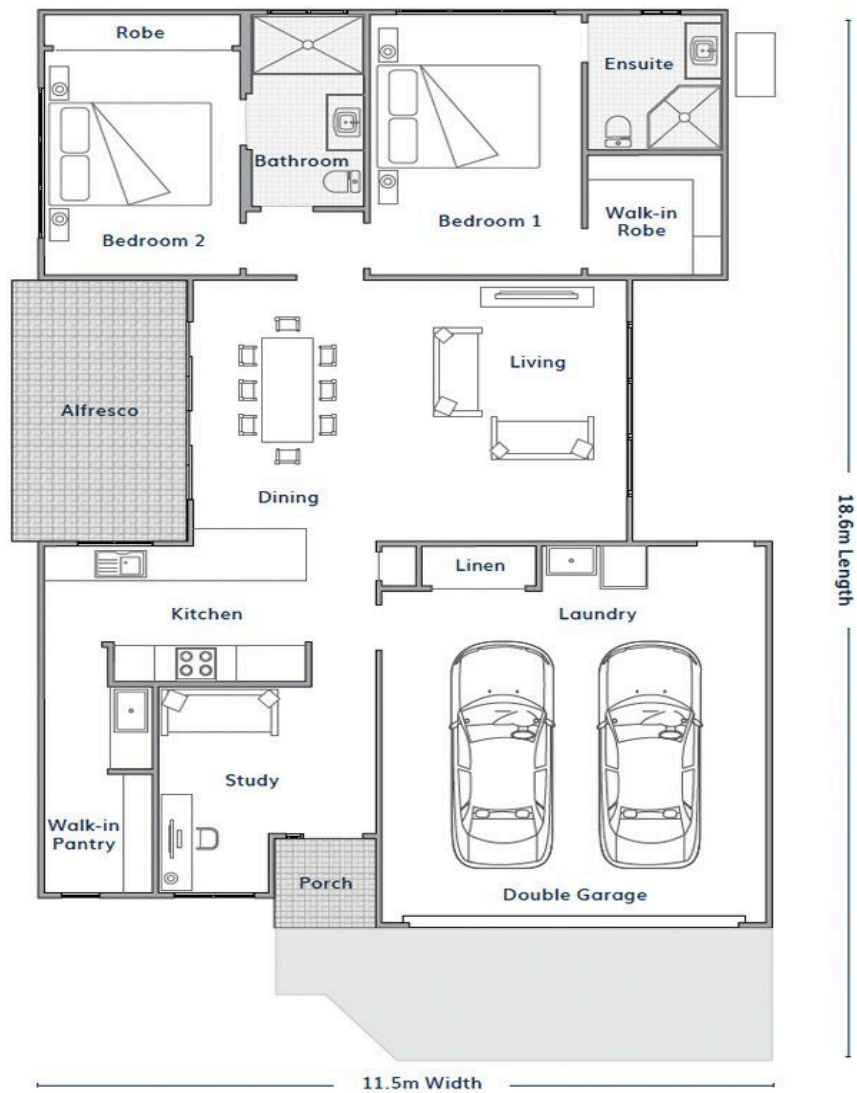 Robe
Ensuite
Bathroom
Walk-in
Robe
Bedroom 1
Bedroom 2
Living
Alfresco
Dining
18.6m Length
Linen
Kitchen
Laundry
Study
Walk-in
Pantry
Porch
Double Garage
11.5m Width